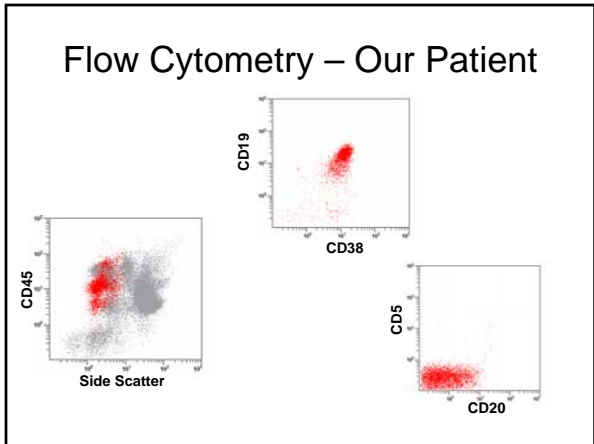 Flow Cytometry – Our Patient
CD19
CD38
CD45
Side Scatter
CD5
CD20